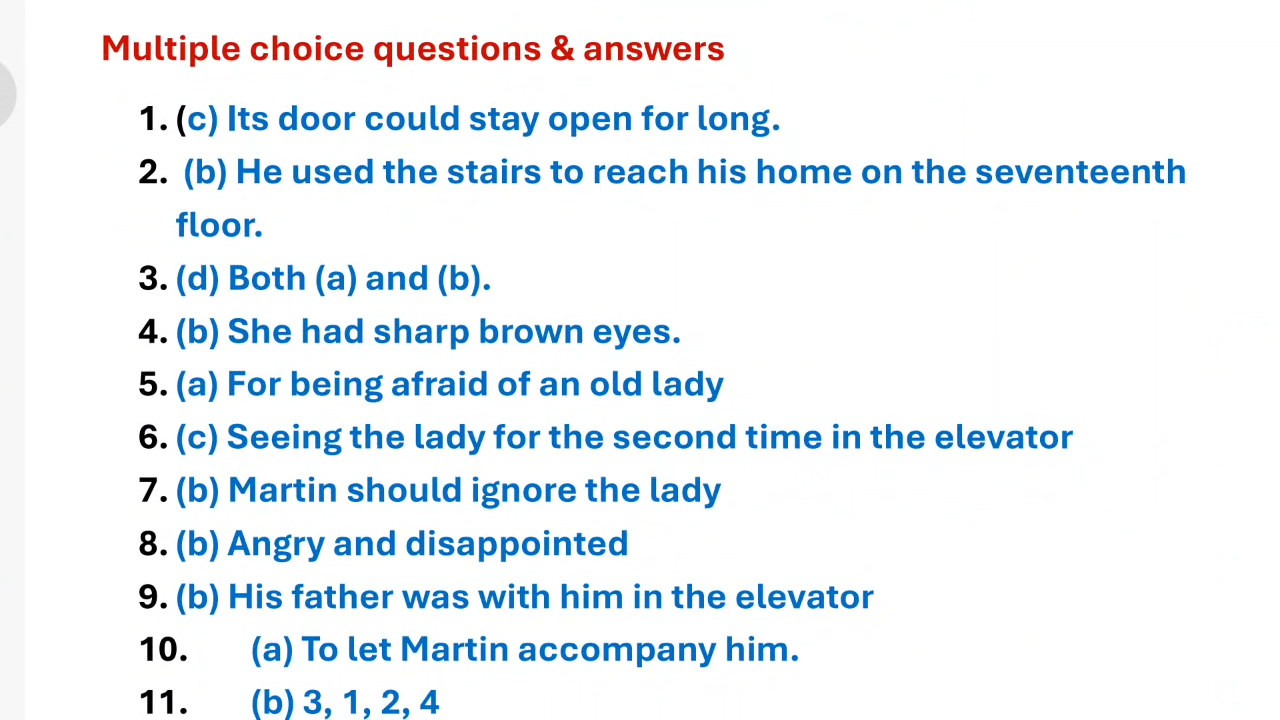 Multiple choice questions & answers
1. (c) Its door could stay open for long.
2. (b) He used the stairs to reach his home on the seventeenth
floor.
3. (d) Both (a) and (b).
4. (b) She had sharp brown eyes.
5. (a) For being afraid of an old lady
6. (c) Seeing the lady for the second time in the elevator
7. (b) Martin should ignore the lady
8. (b) Angry and disappointed
9. (b) His father was with him in the elevator
10. (a) To let Martin accompany him.
11. (b) 3, 1, 2, 4